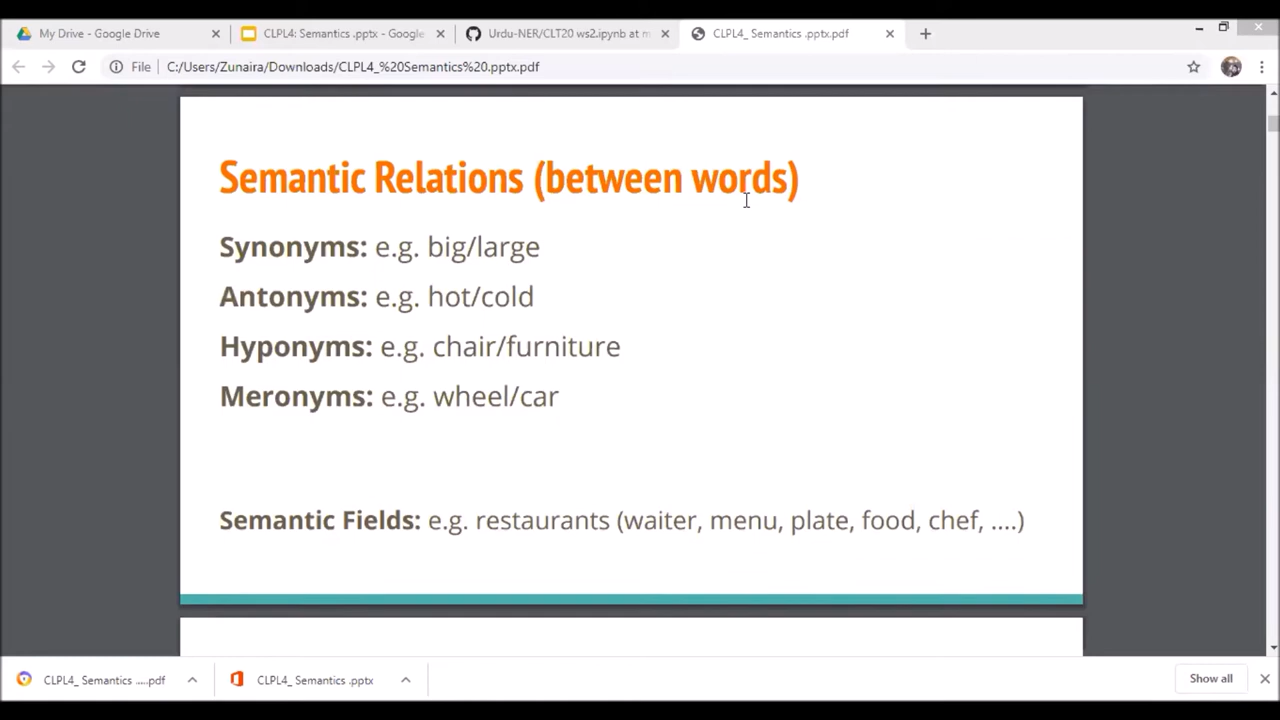 My Drive - Google Drive
CLPL4: Semantics .pptx - Google
Urdu-NER/CLT20 ws2.ipynb at m
CLPL4_ Semantics .pptx.pdf
File
C:/Users/Zunaira/Downloads/CLPL4_%20Semantics%20.pptx.pdf
Semantic Relations (between words)
Synonyms: e.g. big/large
Antonyms: e.g. hot/cold
Hyponyms: e.g. chair/furniture
Meronyms: e.g. wheel/car
Semantic Fields: e.g. restaurants (waiter, menu, plate, food, chef, ....)
CLPL4_ Semantics .....pdf
CLPL4_ Semantics .pptx
Show all